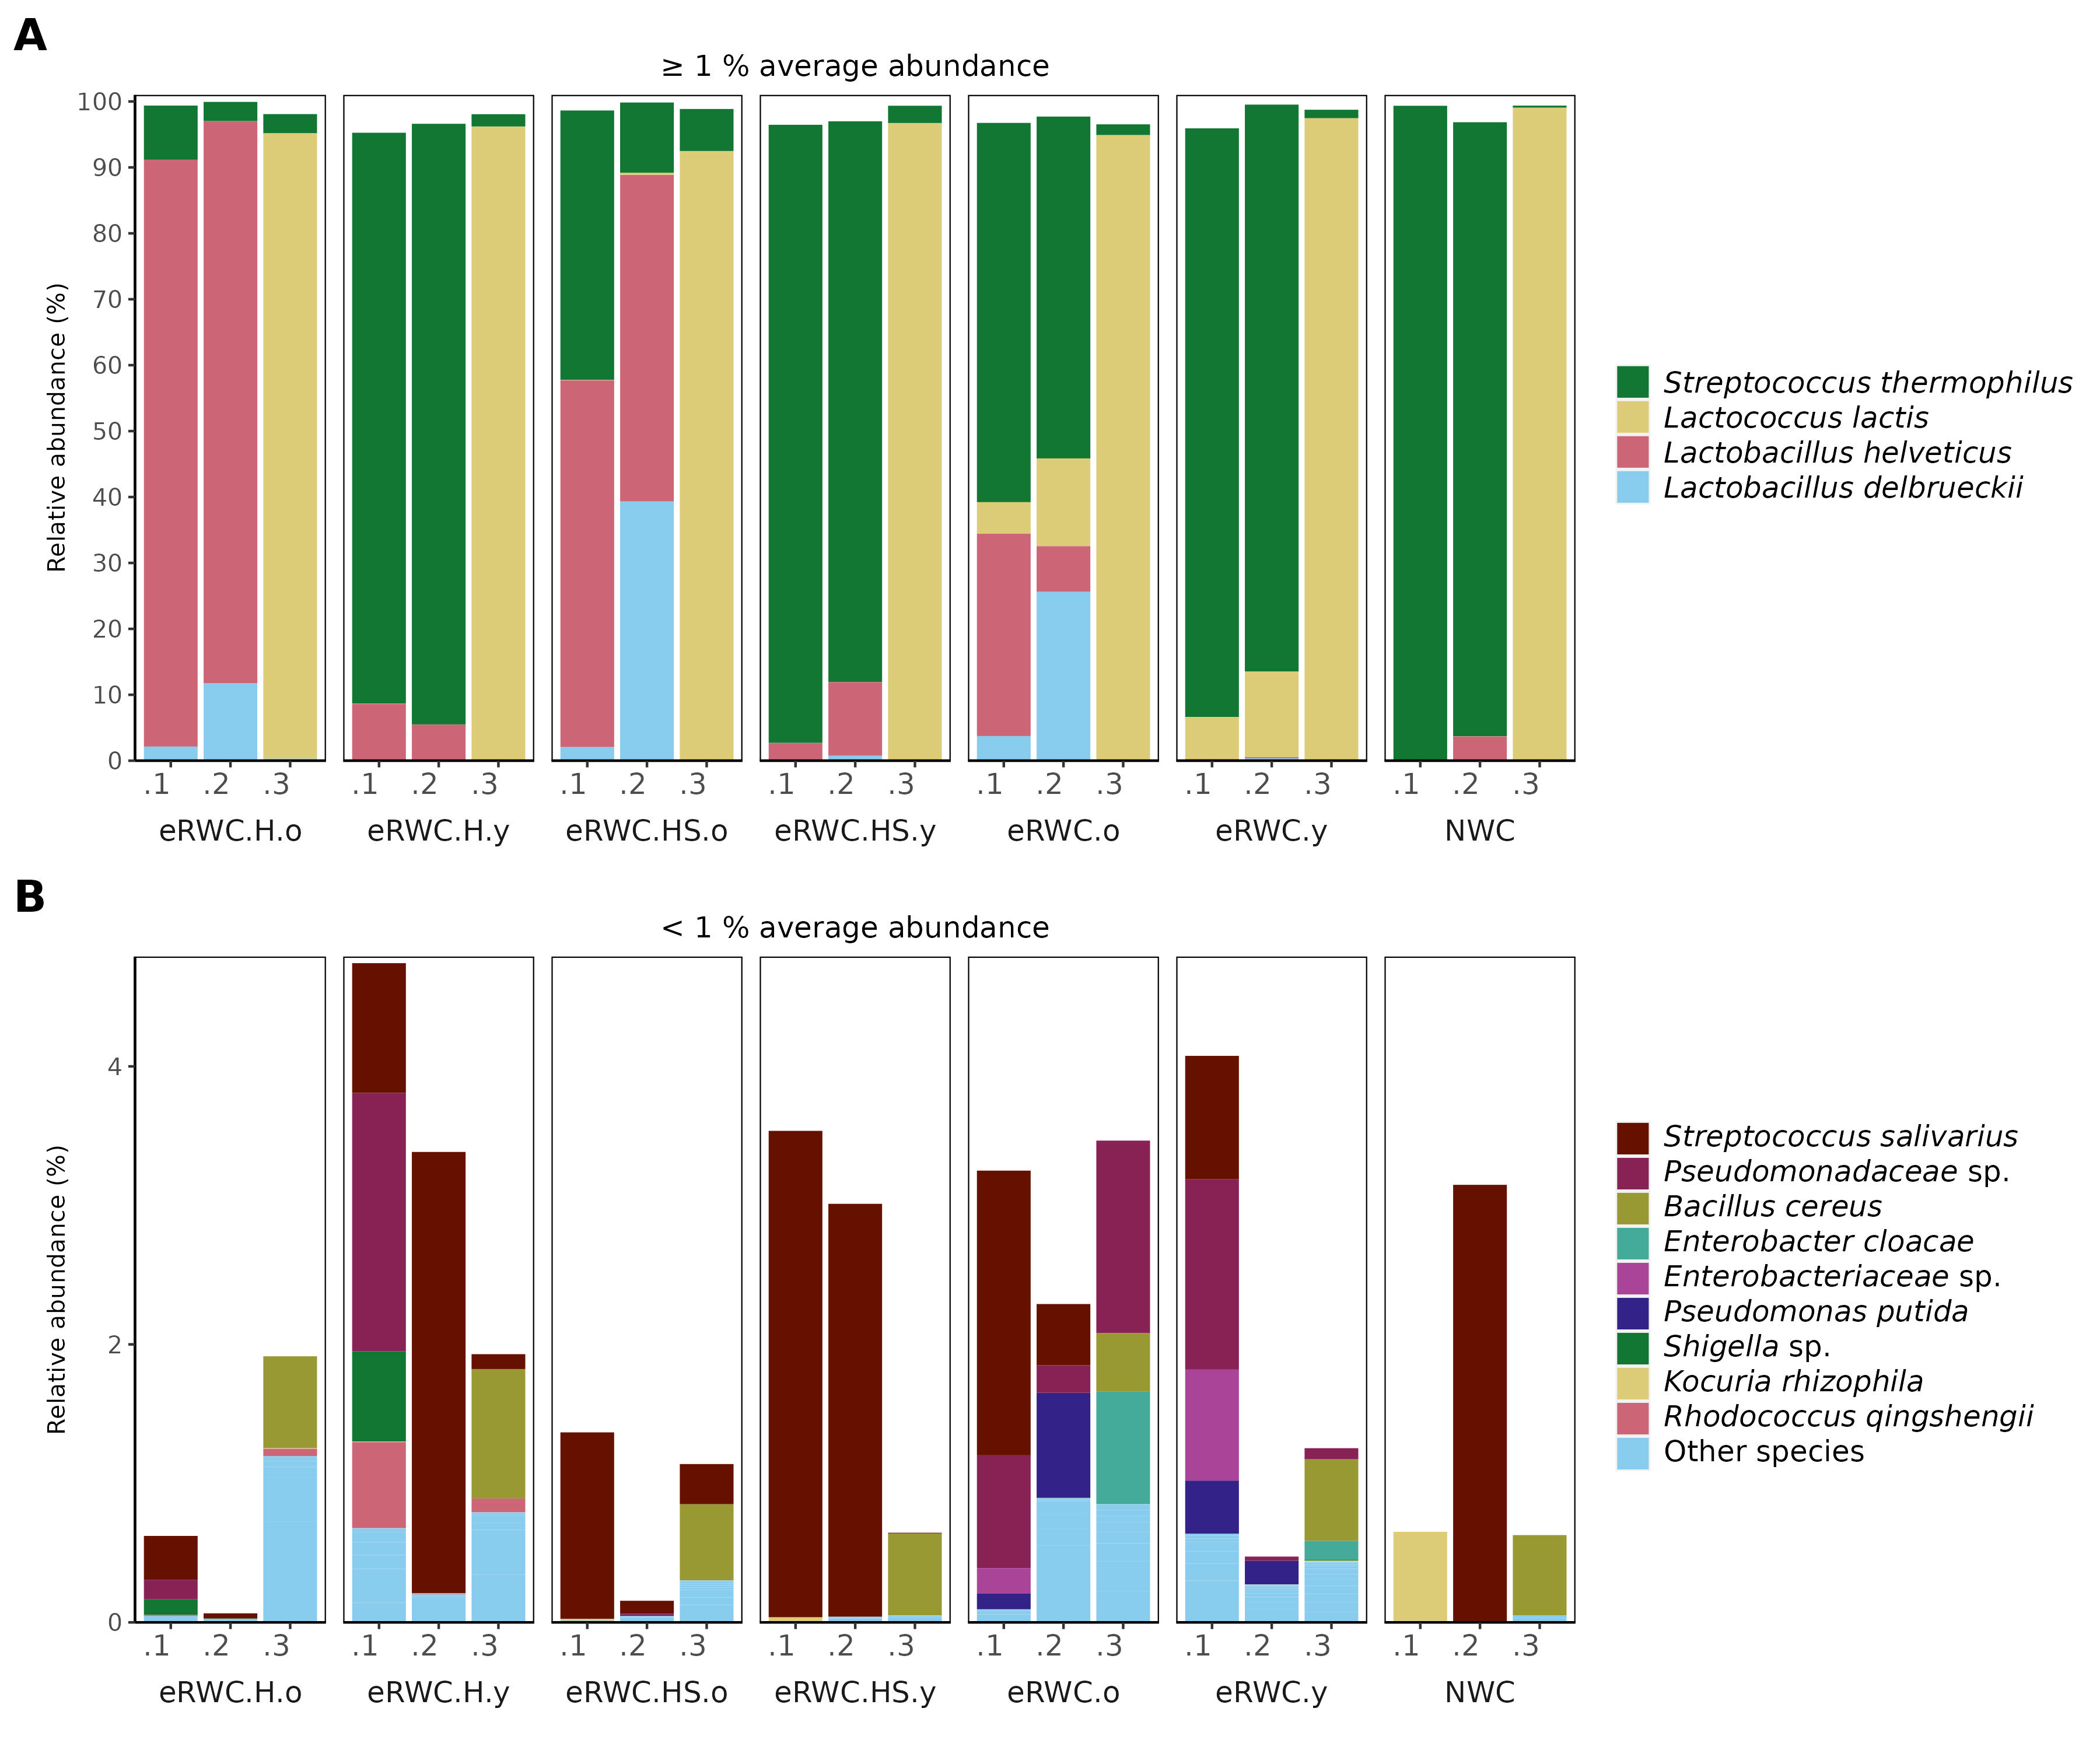 A
≥ 1 % average abundance
Relative abundance (%)
100
90
80
70
60
50
40
30
20
10
0
.1 .2 .3 .1 .2 .3 .1 .2 .3 .1 .2 .3 .1 .2 .3 .1 .2 .3 .1 .2 .3
eRWC.H.o eRWC.H.y eRWC.HS.o eRWC.HS.y eRWC.o eRWC.y NWC
Streptococcus thermophilus
Lactococcus lactis
Lactobacillus helveticus
Lactobacillus delbrueckii
B
< 1 % average abundance
Relative abundance (%)
4
2
0
.1 .2 .3 .1 .2 .3 .1 .2 .3 .1 .2 .3 .1 .2 .3 .1 .2 .3 .1 .2 .3
eRWC.H.o eRWC.H.y eRWC.HS.o eRWC.HS.y eRWC.o eRWC.y NWC
Streptococcus salivarius
Pseudomonadaceae sp.
Bacillus cereus
Enterobacter cloacae
Enterobacteriaceae sp.
Pseudomonas putida
Shigella sp.
Kocuria rhizophila
Rhodococcus qingshengii
Other species